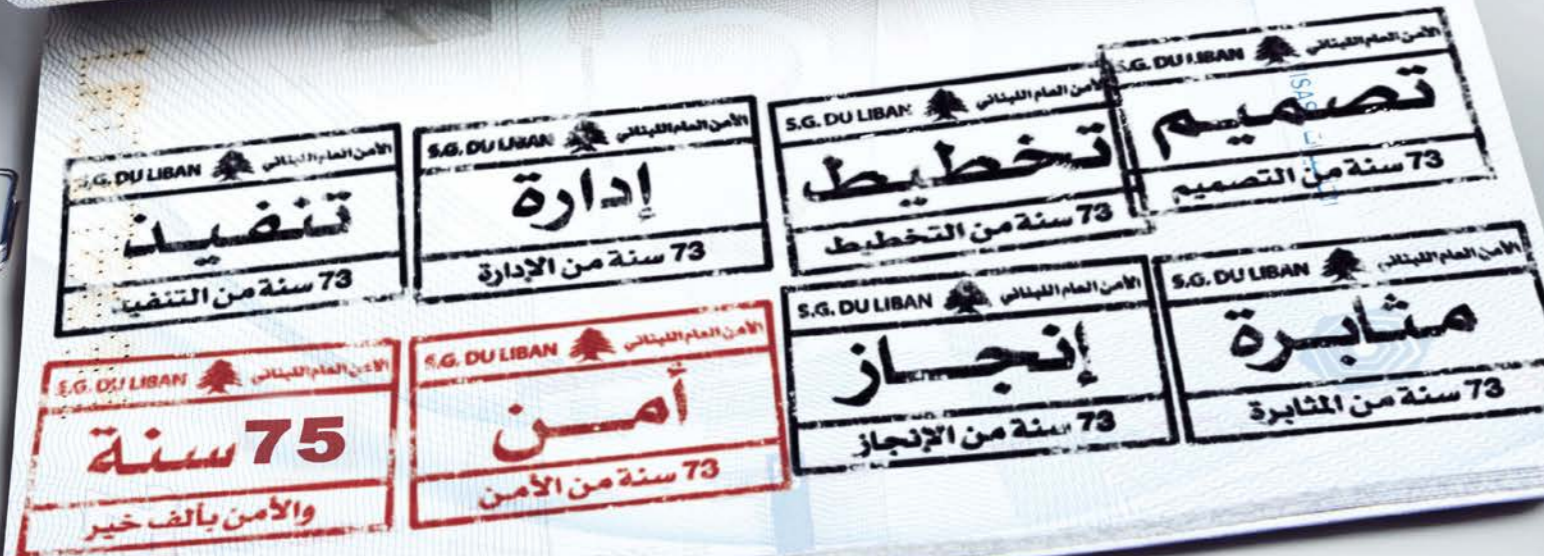 S.G. DU LIBAN الأمن العام اللبناني
تصميم
73 سنة من التصميم
S.G. DU LIBAN الأمن العام اللبناني
تخطيط
73 سنة من التخطيط
S.G. DU LIBAN الأمن العام اللبناني
إدارة
73 سنة من الإدارة
S.G. DU LIBAN الأمن العام اللبناني
تنفيذ
73 سنة من التنفيذ
S.G. DU LIBAN الأمن العام اللبناني
مثابرة
73 سنة من المثابرة
S.G. DU LIBAN الأمن العام اللبناني
إنجاز
73 سنة من الإنجاز
S.G. DU LIBAN الأمن العام اللبناني
أمن
73 سنة من الأمن
S.G. DU LIBAN الأمن العام اللبناني
75 سنة
والأمن بألف خير